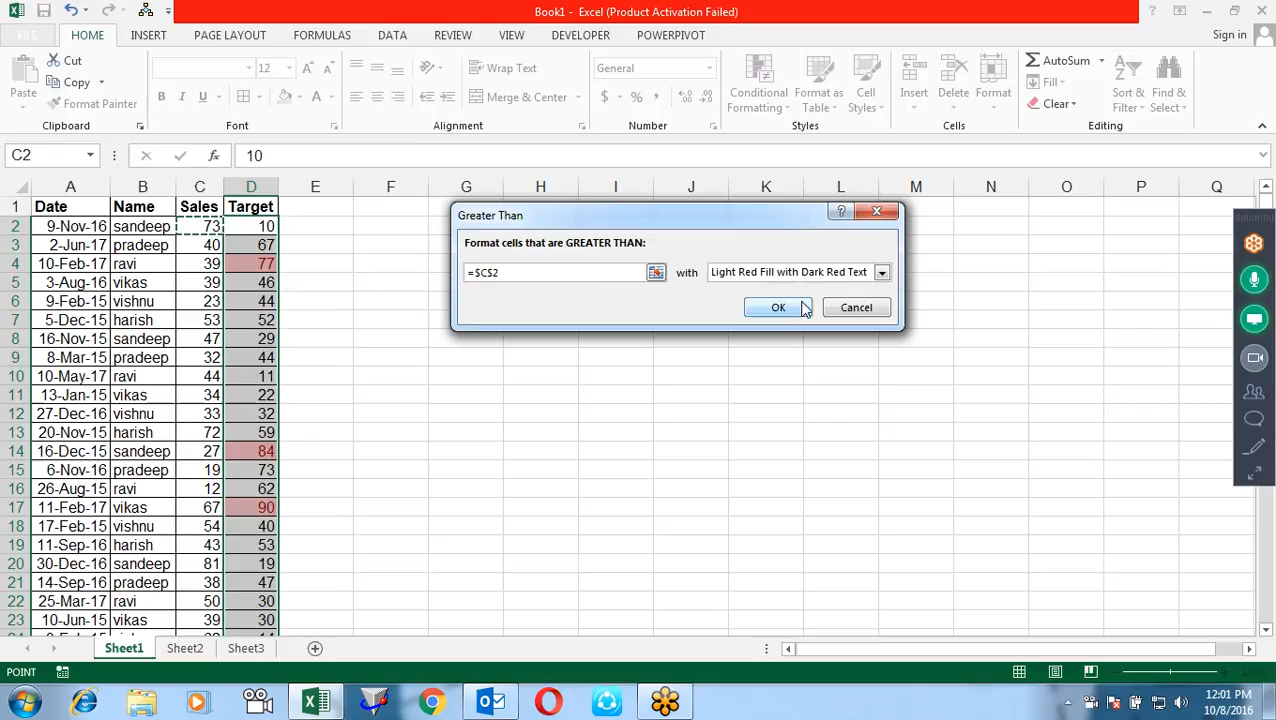 Book1 - Excel (Product Activation Failed)
FILE HOME INSERT PAGE LAYOUT FORMULAS DATA REVIEW VIEW DEVELOPER POWERPIVOT Sign in
Paste Cut Copy Format Painter
Clipboard
12
B I U A
Font
Wrap Text
Merge & Center
Alignment
General
$ % ,
Number
Conditional Formatting Format as Table Cell Styles
Styles
Insert Delete Format
Cells
AutoSum Fill Clear Sort & Filter Find & Select
Editing
C2 fx 10
A B C D E F G H I J K L M N O P Q
1 Date Name Sales Target
2 9-Nov-16 sandeep 73 10
3 2-Jun-17 pradeep 40 67
4 10-Feb-17 ravi 39 77
5 3-Aug-16 vikas 39 46
6 9-Feb-16 vishnu 23 44
7 5-Dec-16 harish 53 52
8 16-Nov-15 sandeep 47 29
9 8-Mar-15 pradeep 32 44
10 10-May-17 ravi 44 11
11 13-Jan-15 vikas 34 22
12 27-Dec-16 vishnu 33 32
13 20-Nov-15 harish 72 59
14 16-Dec-15 sandeep 27 84
15 6-Nov-16 pradeep 19 73
16 26-Aug-15 ravi 12 62
17 11-Feb-17 vikas 67 90
18 17-Feb-15 vishnu 54 40
19 11-Sep-16 harish 43 53
20 30-Dec-16 sandeep 81 19
21 14-Sep-16 pradeep 38 47
22 25-Mar-17 ravi 50 30
23 10-Jun-15 vikas 39 30
Greater Than
Format cells that are GREATER THAN:
=$C$2 with Light Red Fill with Dark Red Text
OK Cancel
Sheet1 Sheet2 Sheet3
POINT
12:01 PM
10/8/2016